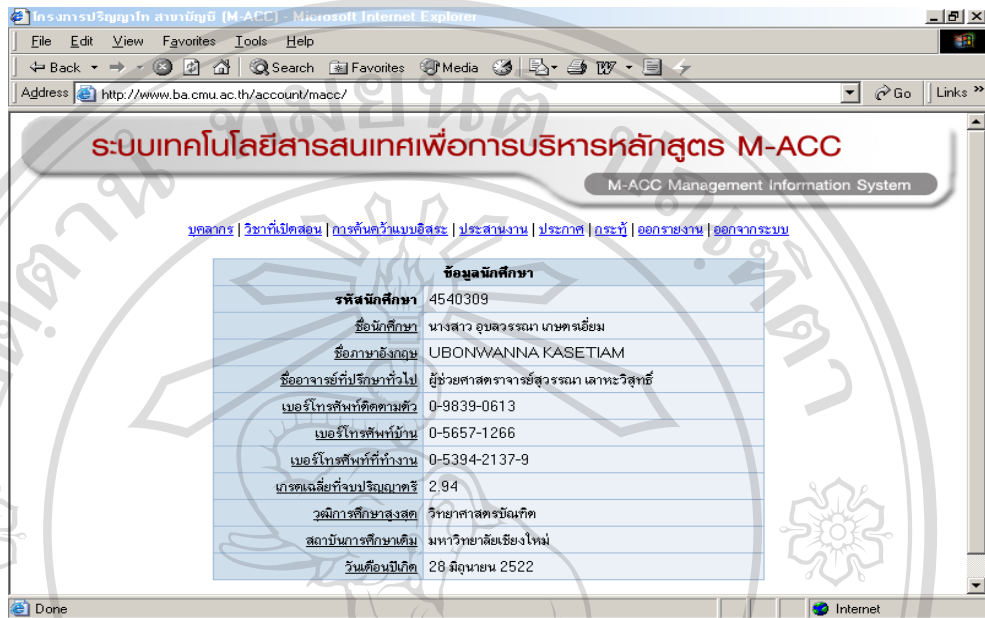 โครงการปริญญาโท สาขาบัญชี (M-ACC) - Microsoft Internet Explorer
File Edit View Favorites Tools Help
Back Search Favorites Media
Address http://www.ba.cmu.ac.th/account/macc/ Go Links »
ระบบเทคโนโลยีสารสนเทศเพื่อการบริหารหลักสูตร M-ACC
M-ACC Management Information System
บุคลากร | วิชาที่เปิดสอน | การค้นคว้าแบบอิสระ | ประสานงาน | ประกาศ | กระทู้ | ออกรายงาน | ออกจากระบบ
ข้อมูลนักศึกษา
รหัสนักศึกษา 4540309
ชื่อนักศึกษา นางสาว อุบลวรรณา เกษตรเอี่ยม
ชื่อภาษาอังกฤษ UBONWANNA KASETIAM
ชื่ออาจารย์ที่ปรึกษาทั่วไป ผู้ช่วยศาสตราจารย์สุวรรณา เลาหะวิสุทธิ์
เบอร์โทรศัพท์ติดตามตัว 0-9839-0613
เบอร์โทรศัพท์บ้าน 0-5657-1266
เบอร์โทรศัพท์ที่ทำงาน 0-5394-2137-9
เกรดเฉลี่ยที่จบปริญญาตรี 2.94
วุฒิการศึกษาสูงสุด วิทยาศาสตรบัณฑิต
สถาบันการศึกษาเดิม มหาวิทยาลัยเชียงใหม่
วันเดือนปีเกิด 28 มิถุนายน 2522
Done Internet